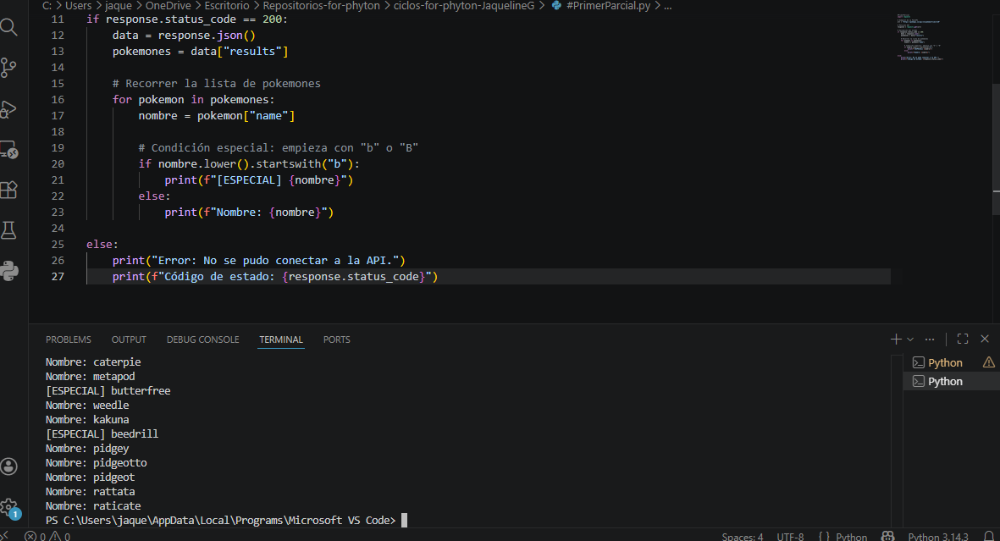 C: > Users > jaque > OneDrive > Escritorio > Repositorios-for-phyton > ciclos-for-phyton-JaquelineG > #PrimerParcial.py > ...
11 if response.status_code == 200:
12     data = response.json()
13     pokemones = data["results"]
14
15     # Recorrer la lista de pokemones
16     for pokemon in pokemones:
17         nombre = pokemon["name"]
18
19         # Condición especial: empieza con "b" o "B"
20         if nombre.lower().startswith("b"):
21             print(f"[ESPECIAL] {nombre}")
22         else:
23             print(f"Nombre: {nombre}")
24
25 else:
26     print("Error: No se pudo conectar a la API.")
27     print(f"Código de estado: {response.status_code}")
PROBLEMS OUTPUT DEBUG CONSOLE TERMINAL PORTS
Nombre: caterpie
Nombre: metapod
[ESPECIAL] butterfree
Nombre: weedle
Nombre: kakuna
[ESPECIAL] beedrill
Nombre: pidgey
Nombre: pidgeotto
Nombre: pidgeot
Nombre: rattata
Nombre: raticate
PS C:\Users\jaque\AppData\Local\Programs\Microsoft VS Code>
Python
Python
1
0 0 Spaces: 4 UTF-8 {} Python Python 3.14.3